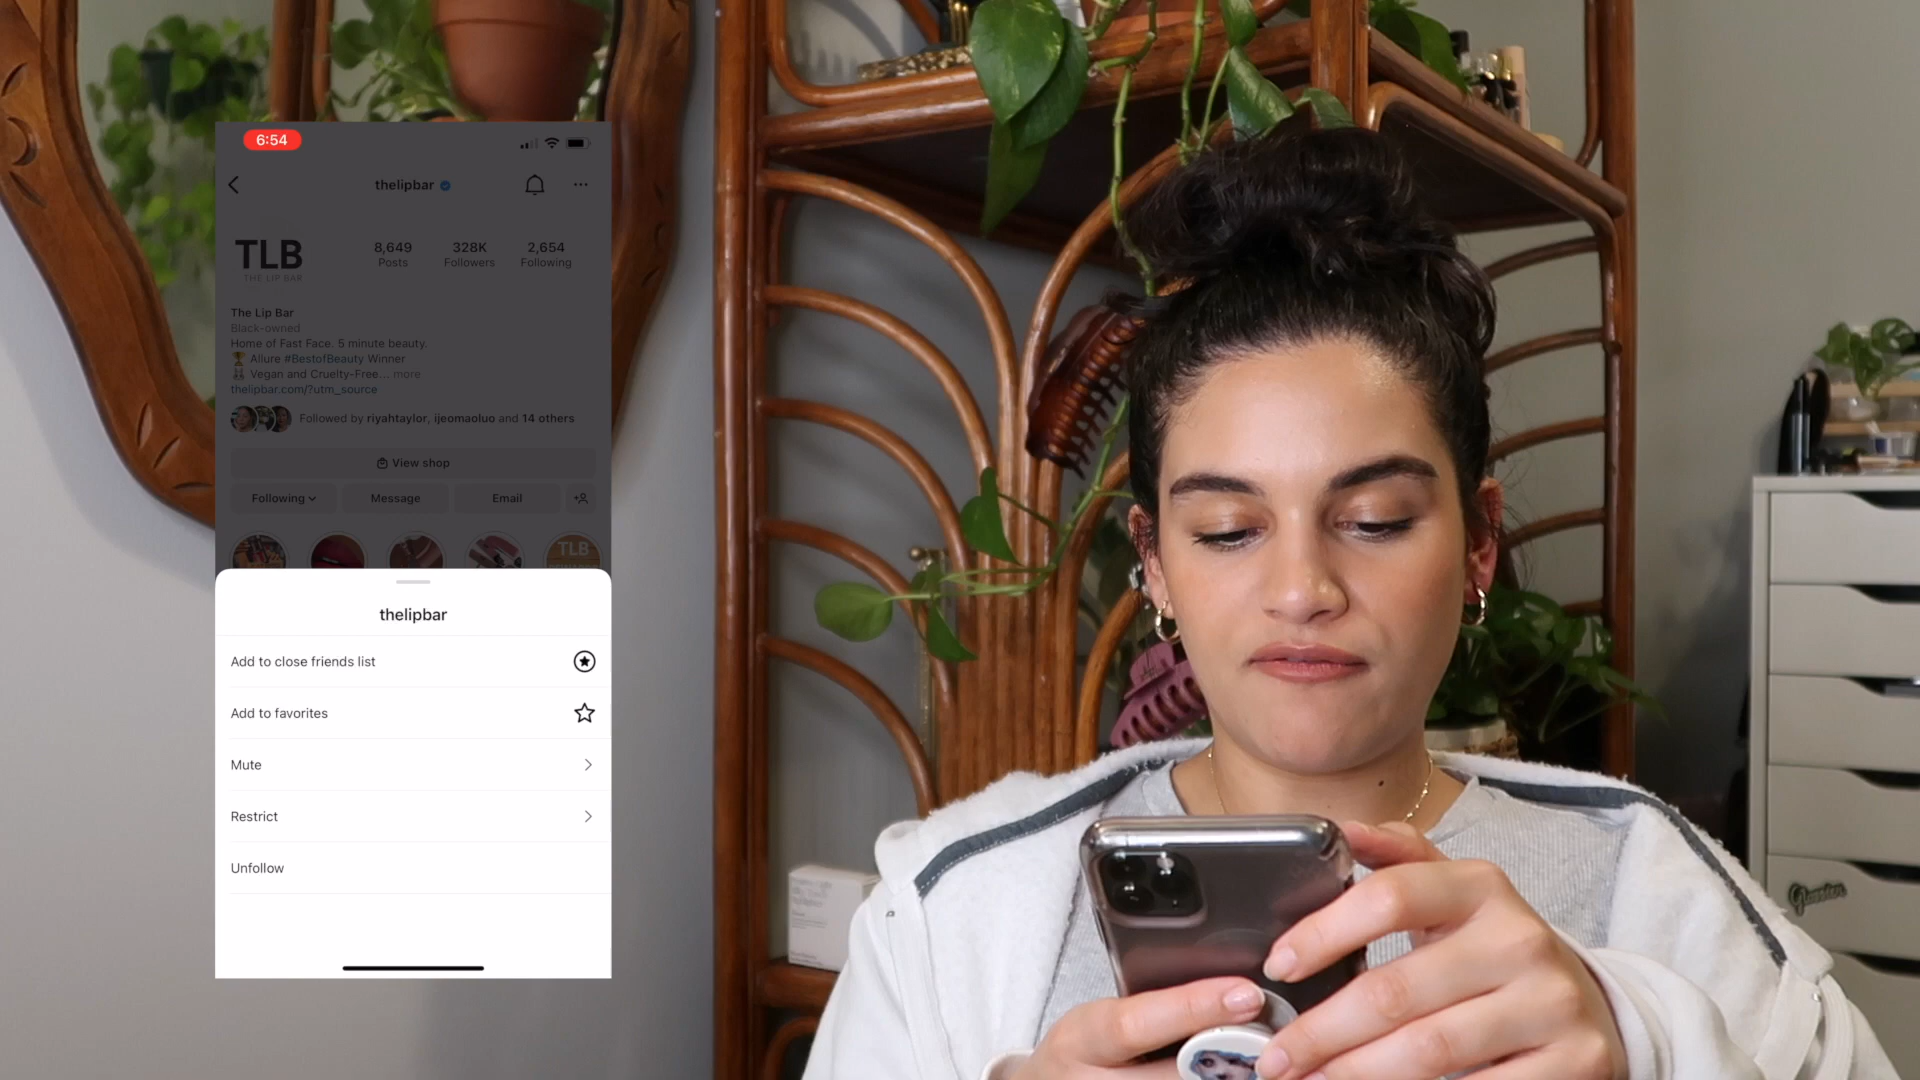 6:54
thelipbar
TLB
THE LIP BAR
8,649
Posts
328K
Followers
2,654
Following
The Lip Bar
Black-owned
Home of Fast Face. 5 minute beauty.
🏆 Allure #BestofBeauty Winner
🐰 Vegan and Cruelty-Free... more
thelipbar.com/?utm_source
Followed by riyahtaylor, ijeomaoluo and 14 others
View shop
Following
Message
Email
TLB
thelipbar
Add to close friends list
Add to favorites
Mute
Restrict
Unfollow
Glossier